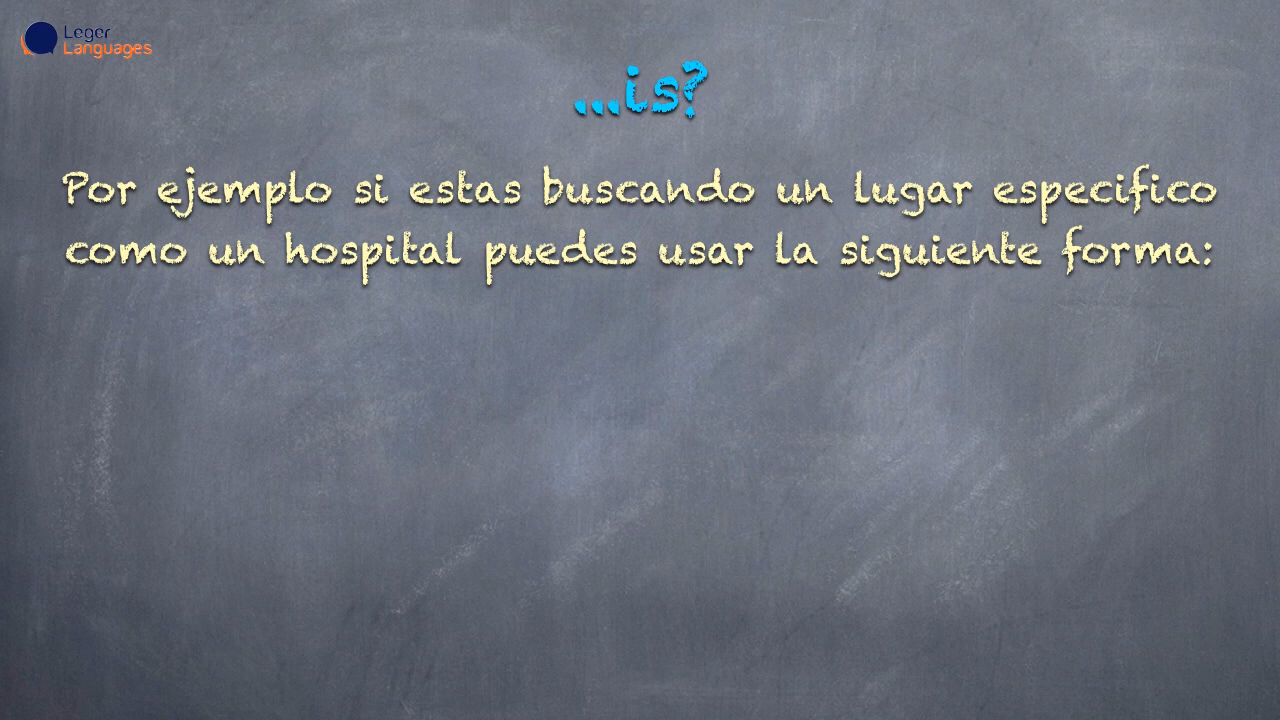 Leger
Languages
...is?
Por ejemplo si estas buscando un lugar especifico
como un hospital puedes usar la siguiente forma: